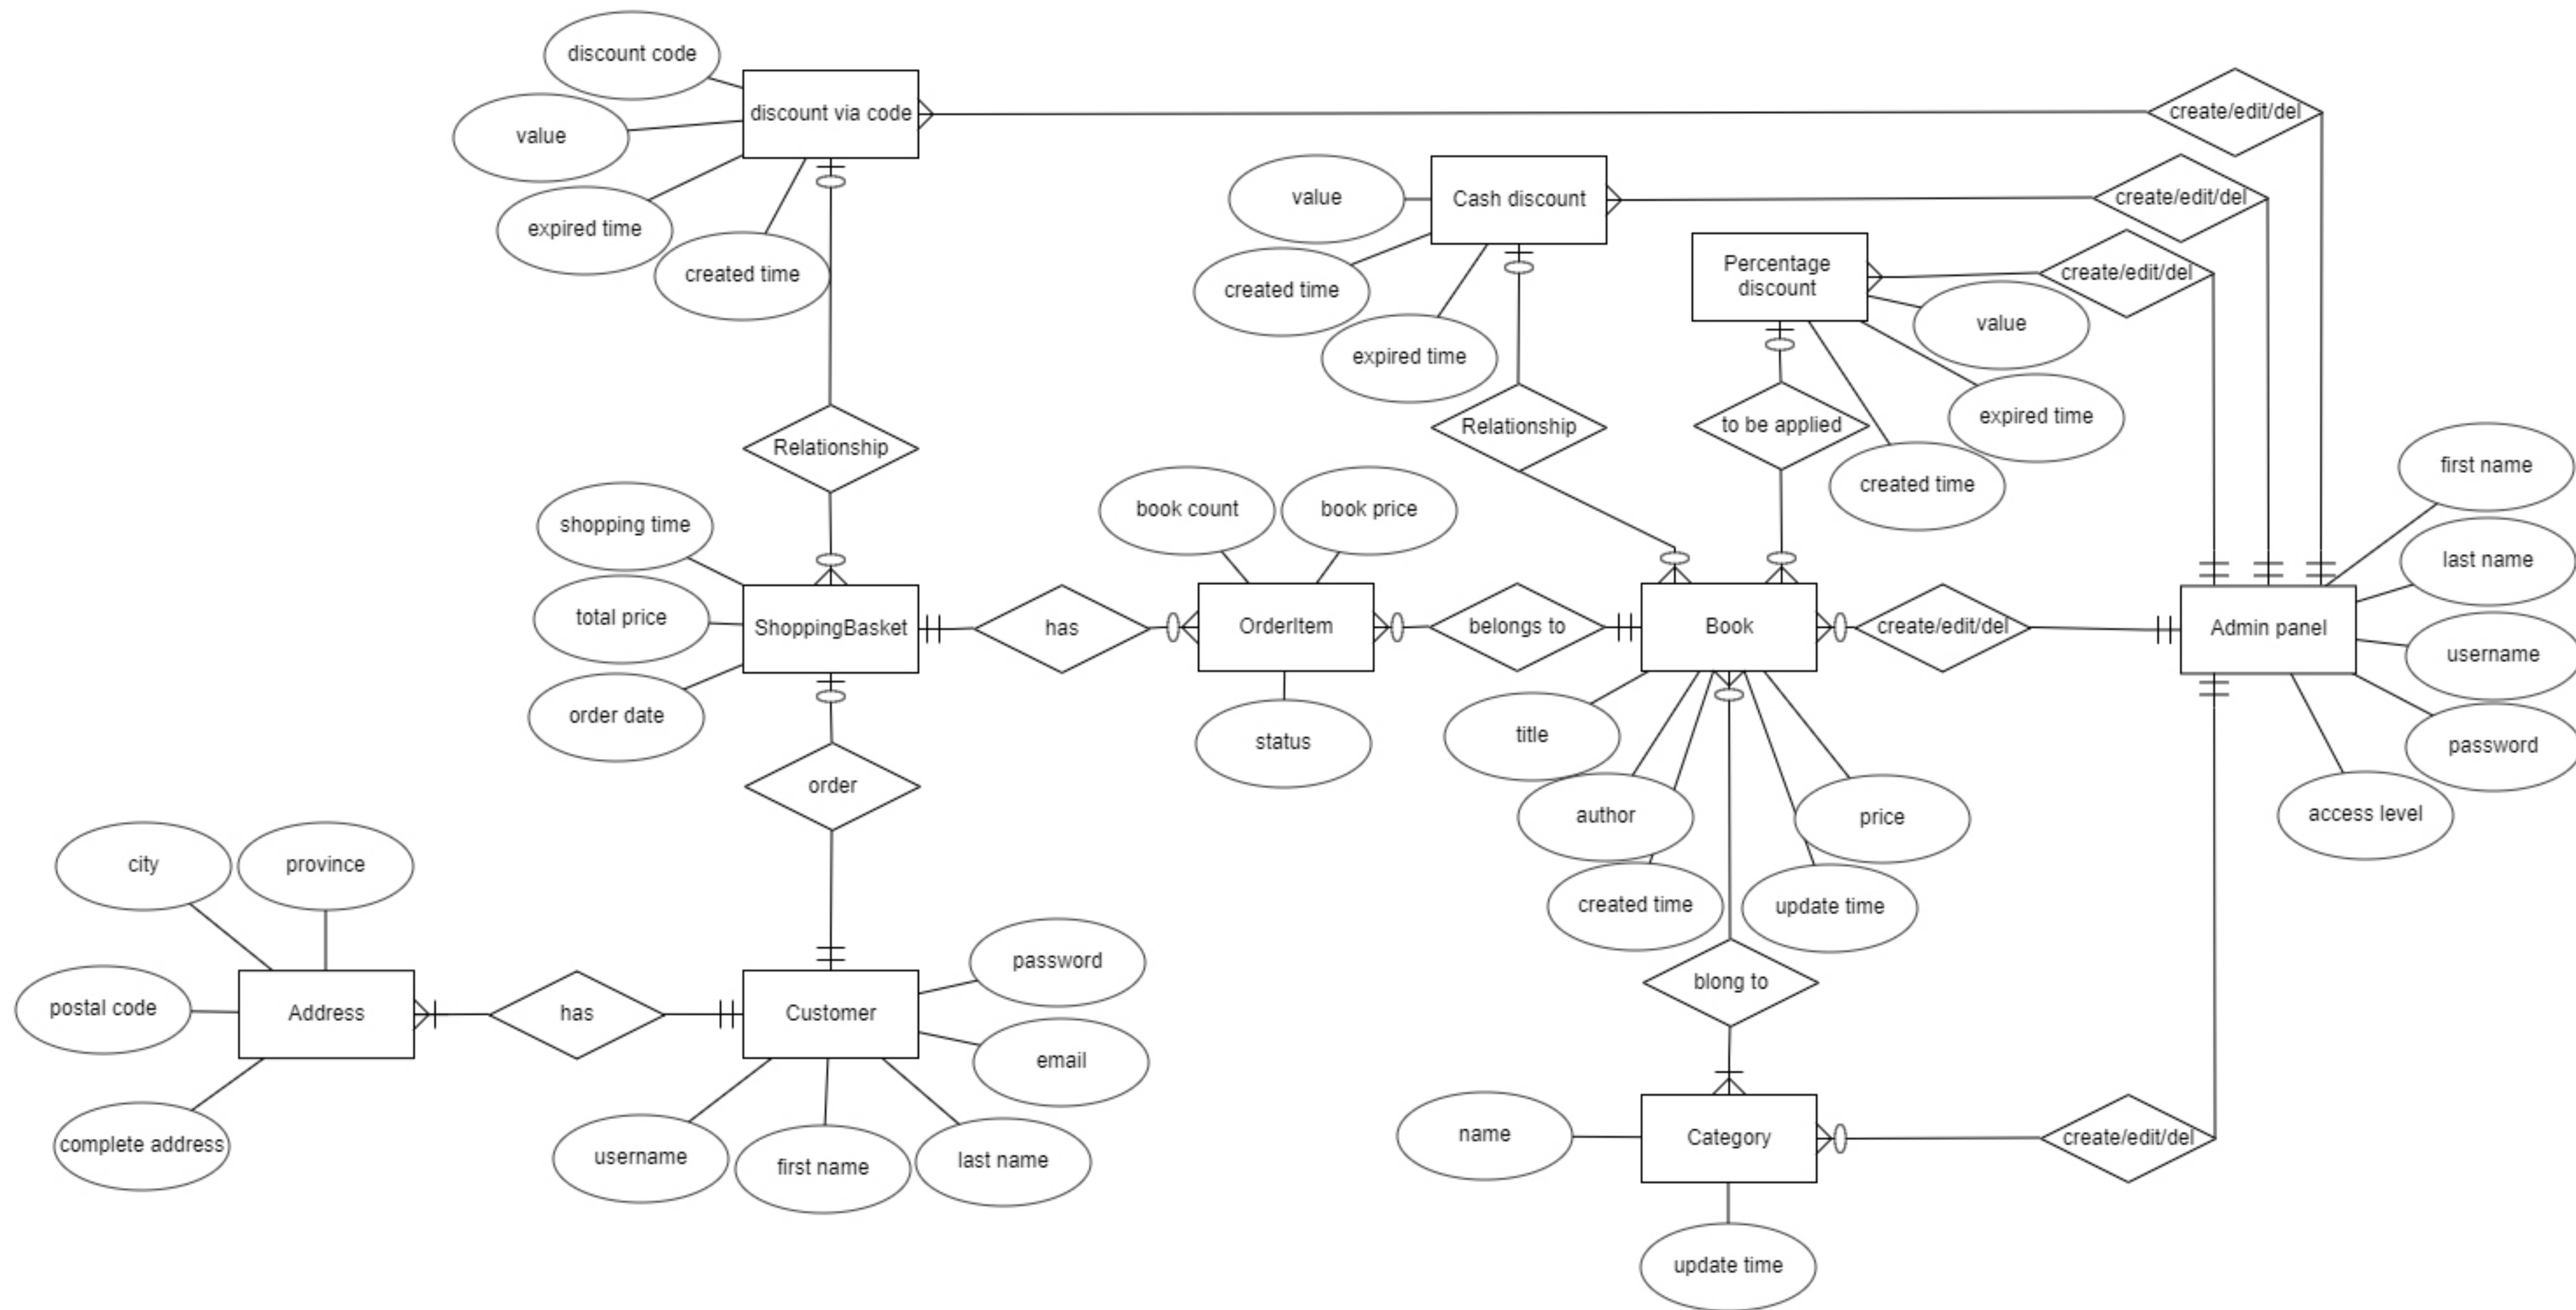 discount code
discount via code
create/edit/del
value
Cash discount
value
create/edit/del
expired time
created time
created time
expired time
Percentage
discount
create/edit/del
value
expired time
created time
Relationship
Relationship
to be applied
first name
last name
username
password
access level
shopping time
total price
order date
ShoppingBasket
has
book count
book price
OrderItem
status
belongs to
Book
create/edit/del
Admin panel
title
author
created time
price
update time
order
city
province
postal code
Address
complete address
has
Customer
password
email
username
first name
last name
blong to
name
Category
create/edit/del
update time